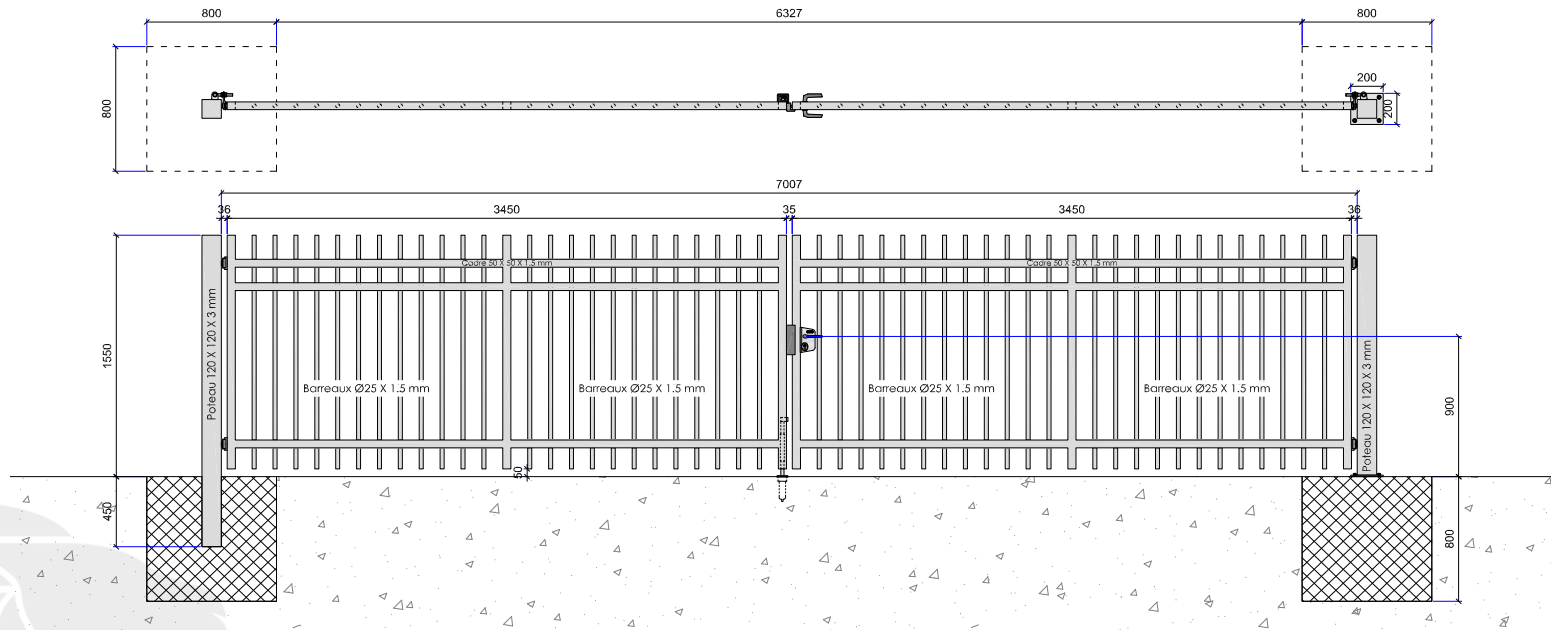 800
6327
800
800
200
200
7007
36
3450
35
3450
36
Cadre 50 X 50 X 1.5 mm
Cadre 50 X 50 X 1.5 mm
Poteau 120 X 120 X 3 mm
1550
Barreaux Ø25 X 1.5 mm
Barreaux Ø25 X 1.5 mm
Barreaux Ø25 X 1.5 mm
Barreaux Ø25 X 1.5 mm
Poteau 120 X 120 X 3 mm
900
50
450
800